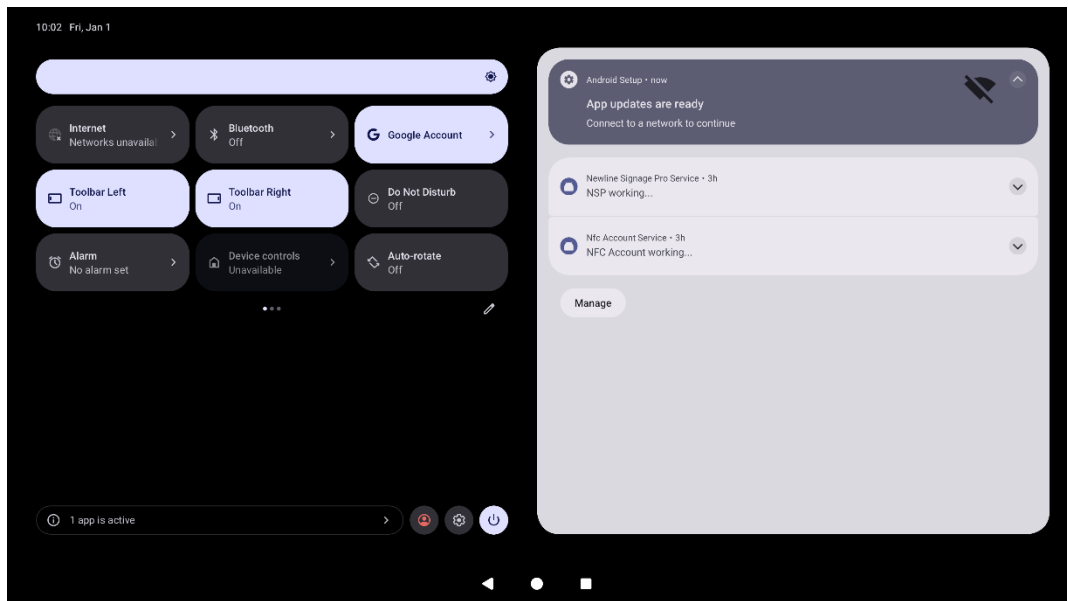 10:02 Fri, Jan 1
Internet
Networks unavailal
Bluetooth
Off
Google Account
Toolbar Left
On
Toolbar Right
On
Do Not Disturb
Off
Alarm
No alarm set
Device controls
Unavailable
Auto-rotate
Off
1 app is active
Android Setup • now
App updates are ready
Connect to a network to continue
Newline Signage Pro Service • 3h
NSP working...
Nfc Account Service • 3h
NFC Account working...
Manage